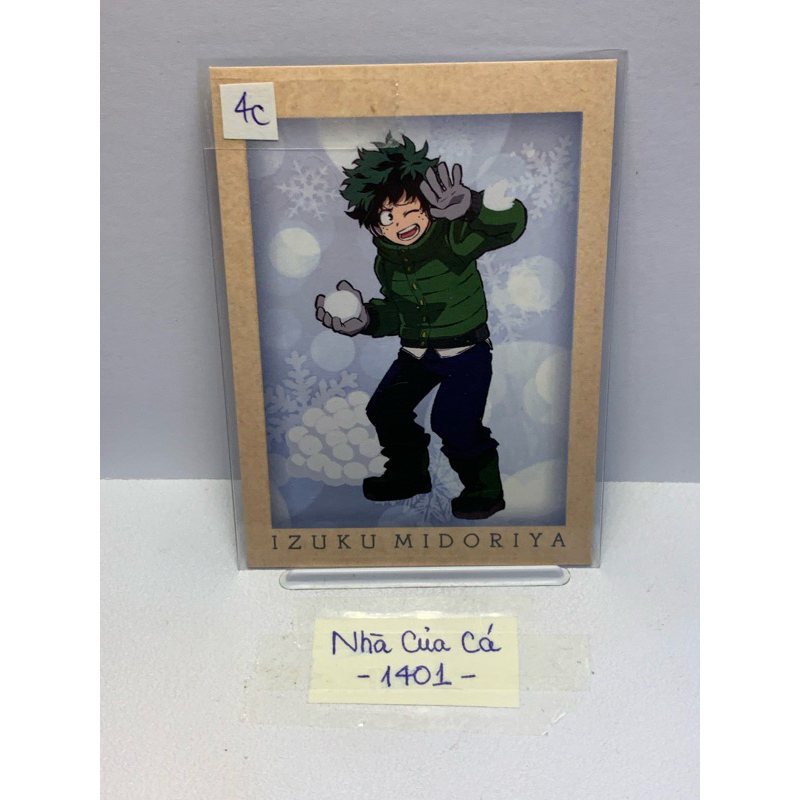 4c
IZUKU MIDORIYA
Nhà Của Cá
-1401-